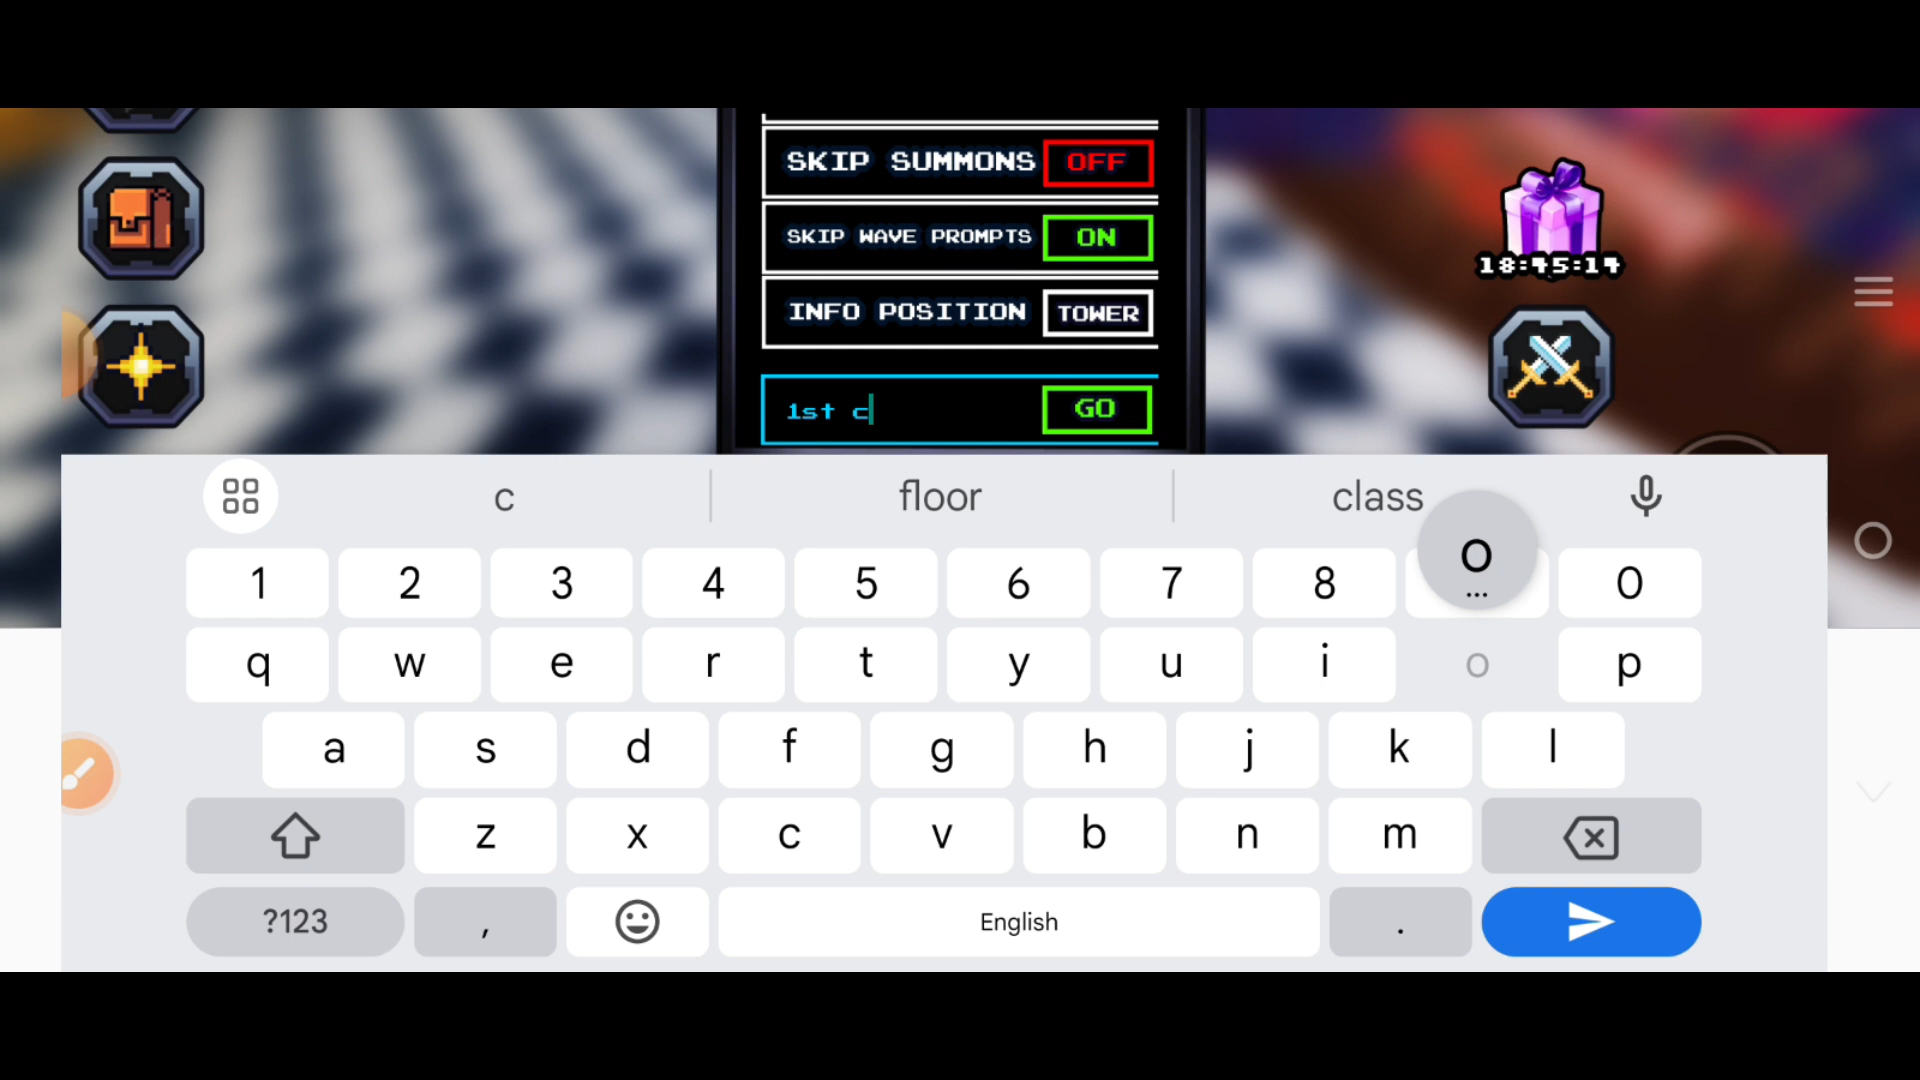 SKIP SUMMONS OFF
SKIP WAVE PROMPTS ON
18:45:14
INFO POSITION TOWER
1st c GO
c floor class
o
1 2 3 4 5 6 7 8 0
q w e r t y u i o p
a s d f g h j k l
z x c v b n m
?123 , English .